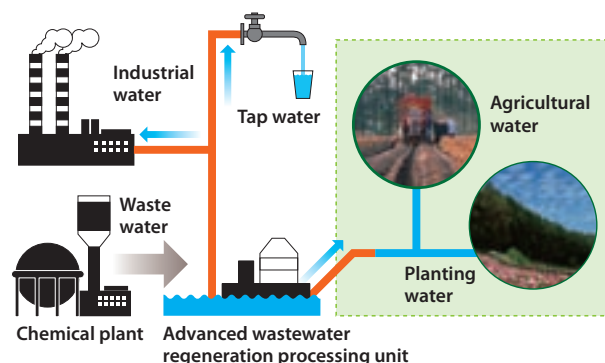 Industrial
water
Tap water
Agricultural
water
Waste
water
Planting
water
Chemical plant
Advanced wastewater
regeneration processing unit